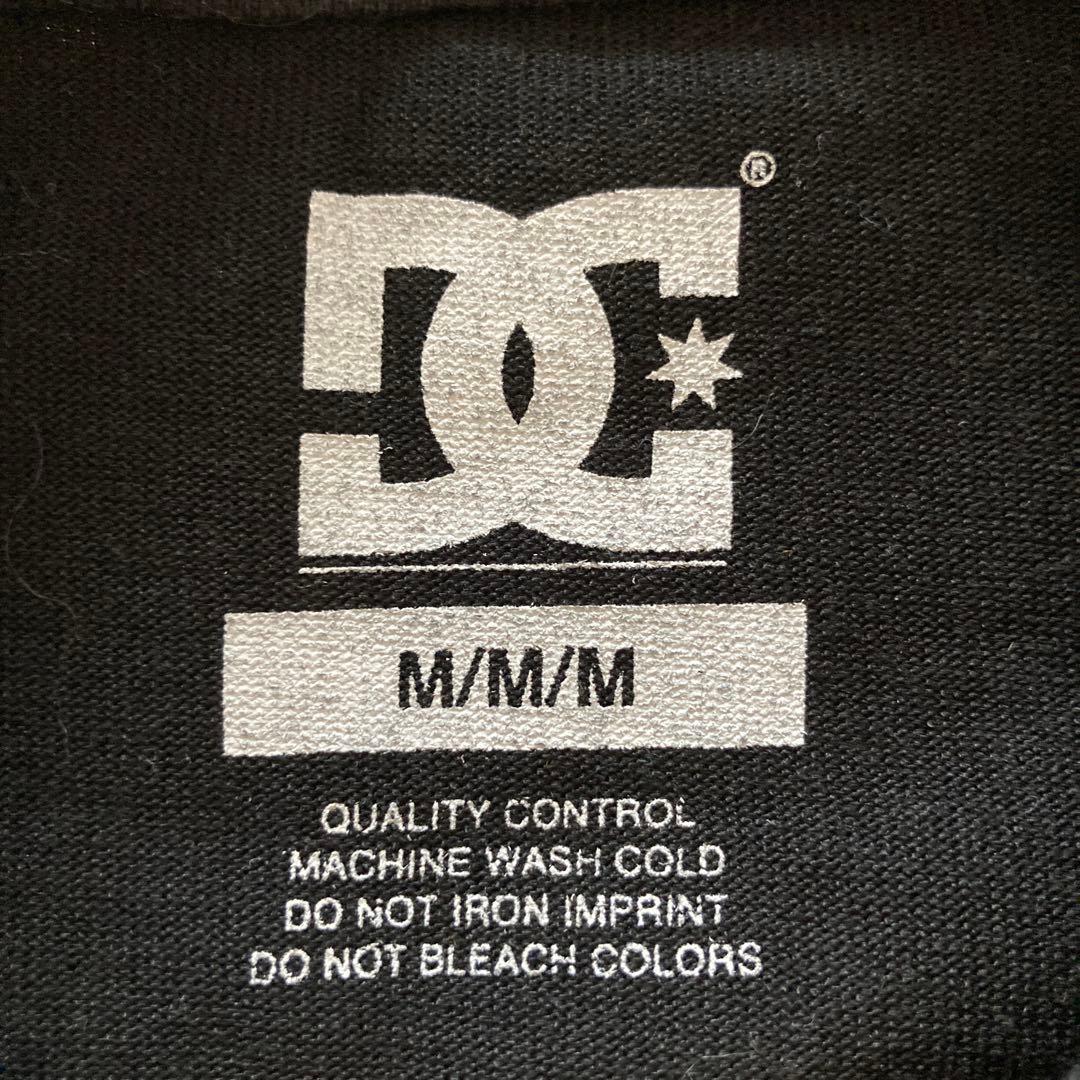 ®
DC
M/M/M
QUALITY CONTROL
MACHINE WASH COLD
DO NOT IRON IMPRINT
DO NOT BLEACH COLORS